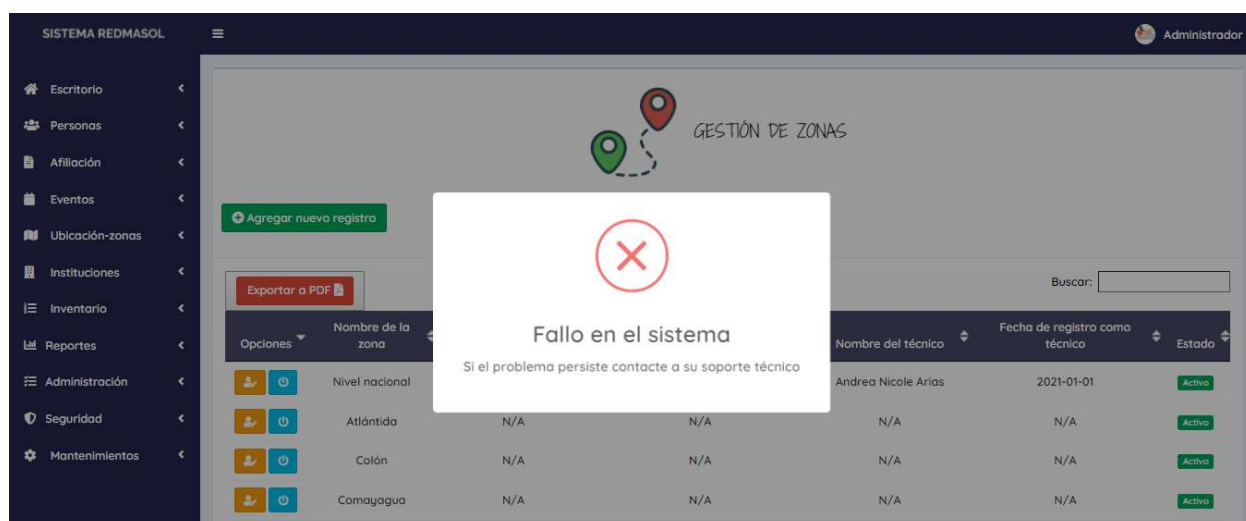 SISTEMA REDMASOL
Administrador
Escritorio
Personas
Afiliación
Eventos
Ubicación-zonas
Instituciones
Inventario
Reportes
Administración
Seguridad
Mantenimientos
GESTIÓN DE ZONAS
Agregar nuevo registro
Exportar a PDF
Buscar:
Fallo en el sistema
Si el problema persiste contacte a su soporte técnico
Opciones
Nombre de la
zona
Nombre del técnico
Fecha de registro como
técnico
Estado
Nivel nacional Andrea Nicole Arias 2021-01-01 Activo
Atlántida N/A N/A N/A N/A Activo
Colón N/A N/A N/A N/A Activo
Comayagua N/A N/A N/A N/A Activo